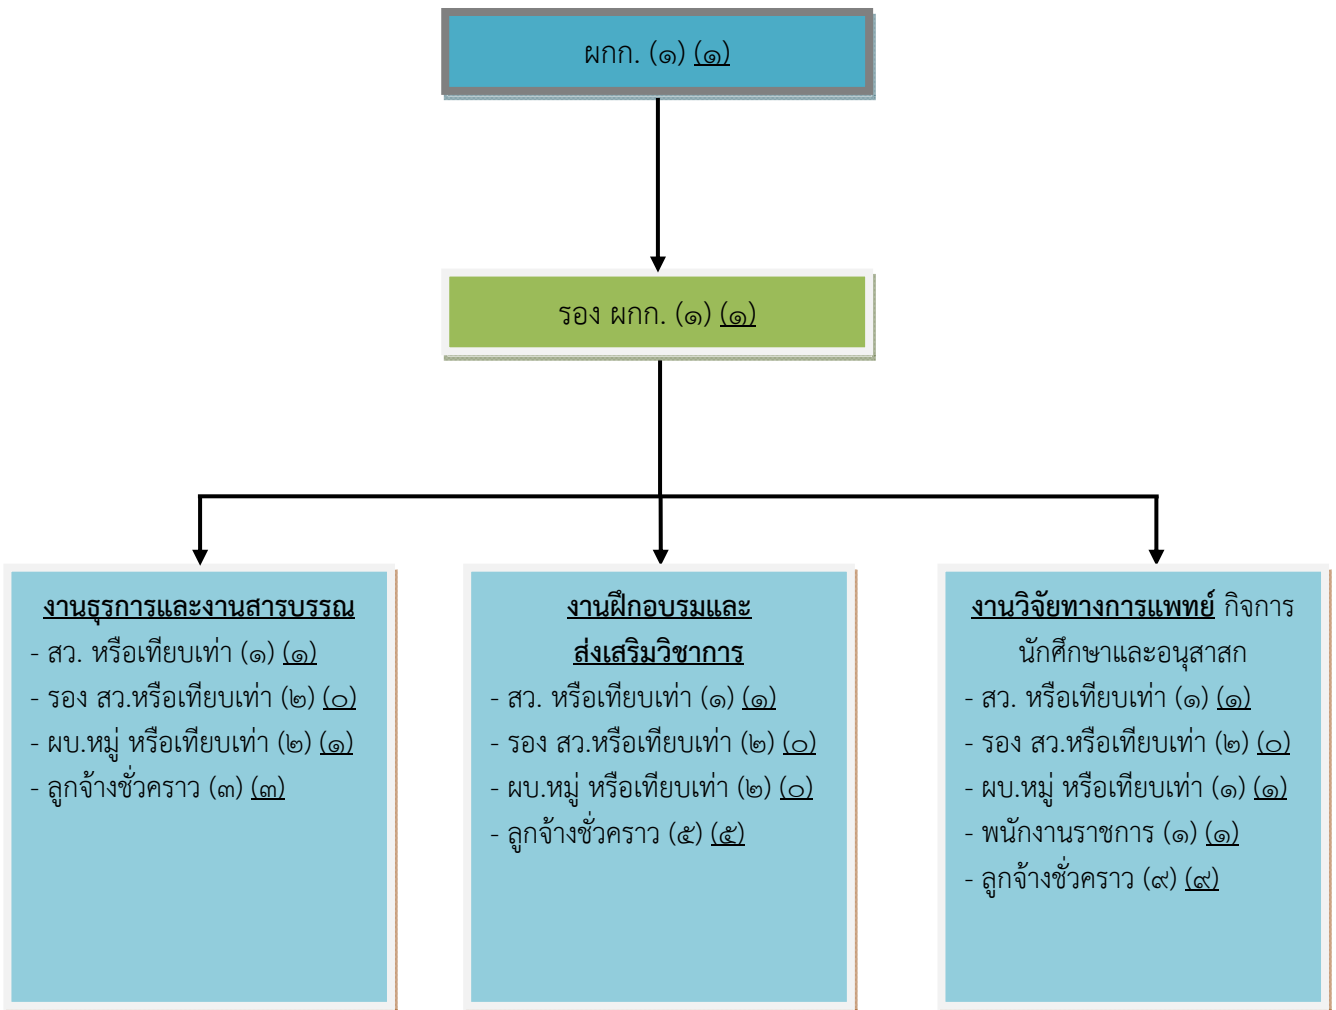 ผกก. (๑) (๑)
รอง ผกก. (๑) (๑)
งานธุรการและงานสารบรรณ
- สว. หรือเทียบเท่า (๑) (๑)
- รอง สว.หรือเทียบเท่า (๒) (๐)
- ผบ.หมู่ หรือเทียบเท่า (๒) (๑)
- ลูกจ้างชั่วคราว (๓) (๓)
งานฝึกอบรมและ
ส่งเสริมวิชาการ
- สว. หรือเทียบเท่า (๑) (๑)
- รอง สว.หรือเทียบเท่า (๒) (๐)
- ผบ.หมู่ หรือเทียบเท่า (๒) (๐)
- ลูกจ้างชั่วคราว (๕) (๕)
งานวิจัยทางการแพทย์ กิจการ
นักศึกษาและอนุสาสก
- สว. หรือเทียบเท่า (๑) (๑)
- รอง สว.หรือเทียบเท่า (๒) (๐)
- ผบ.หมู่ หรือเทียบเท่า (๑) (๑)
- พนักงานราชการ (๑) (๑)
- ลูกจ้างชั่วคราว (๙) (๙)